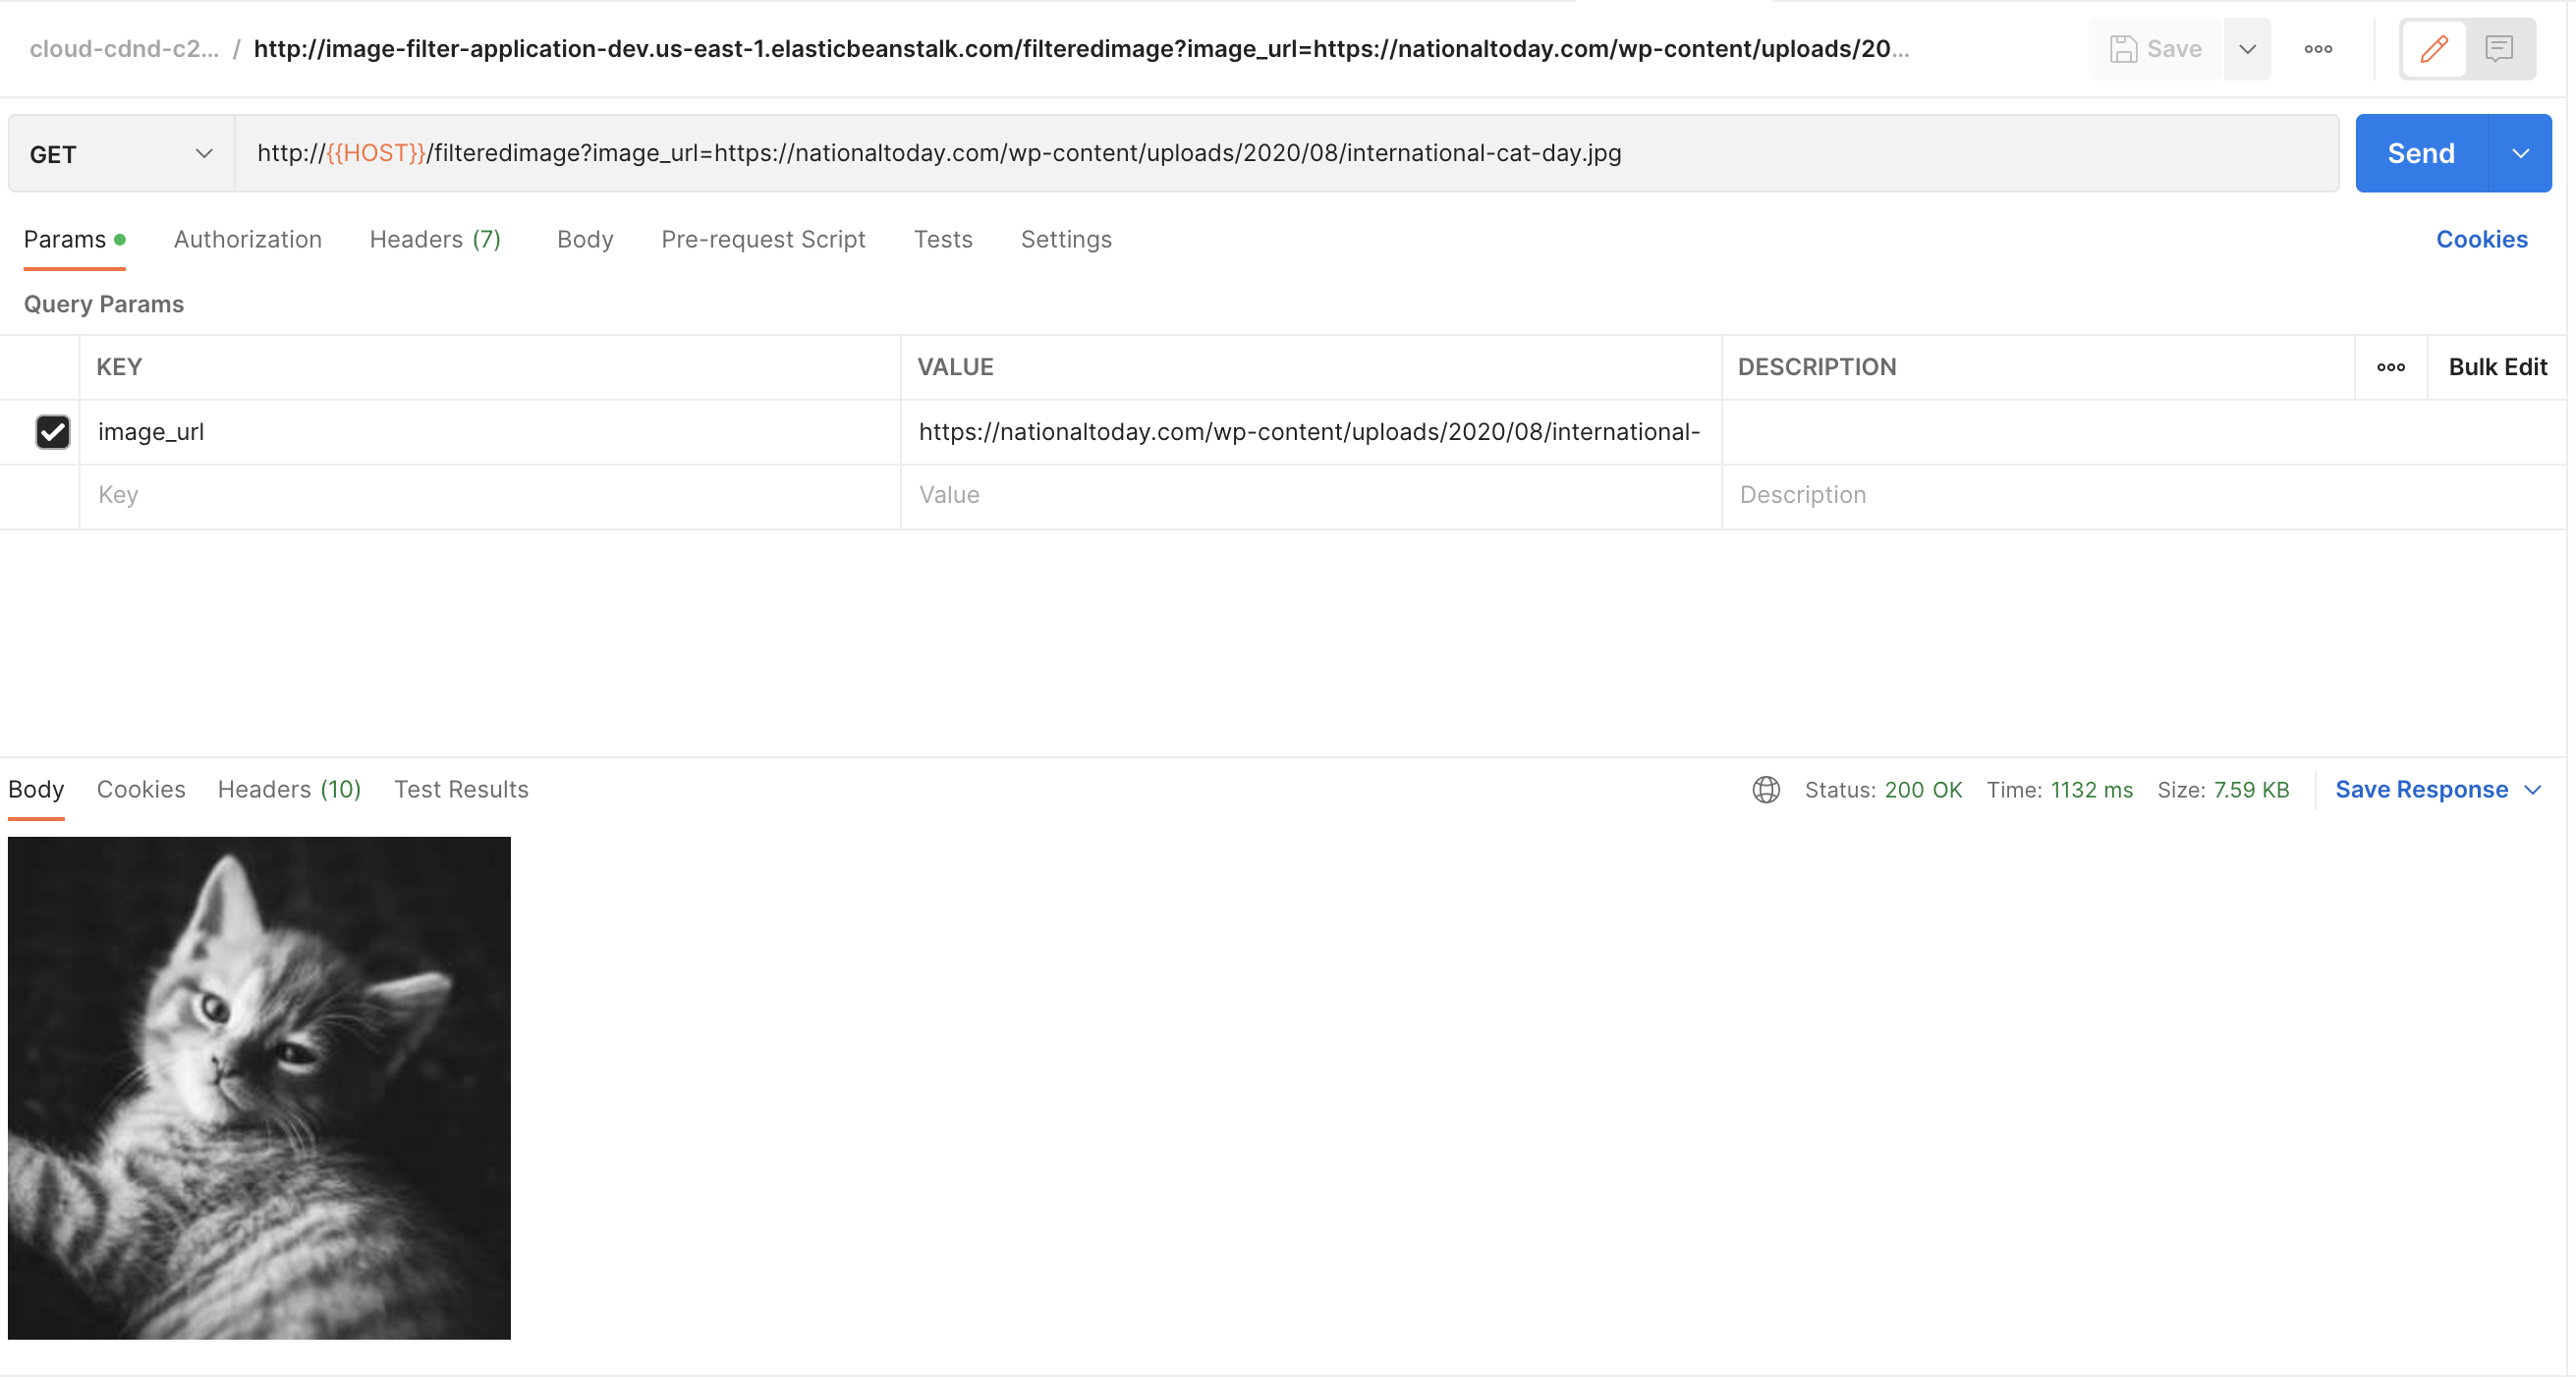 cloud-cdnd-c2... / http://image-filter-application-dev.us-east-1.elasticbeanstalk.com/filteredimage?image_url=https://nationaltoday.com/wp-content/uploads/20... Save
GET http://{{HOST}}/filteredimage?image_url=https://nationaltoday.com/wp-content/uploads/2020/08/international-cat-day.jpg Send
Params Authorization Headers (7) Body Pre-request Script Tests Settings Cookies
Query Params
KEY VALUE DESCRIPTION Bulk Edit
image_url https://nationaltoday.com/wp-content/uploads/2020/08/international-
Key Value Description
Body Cookies Headers (10) Test Results Status: 200 OK Time: 1132 ms Size: 7.59 KB Save Response